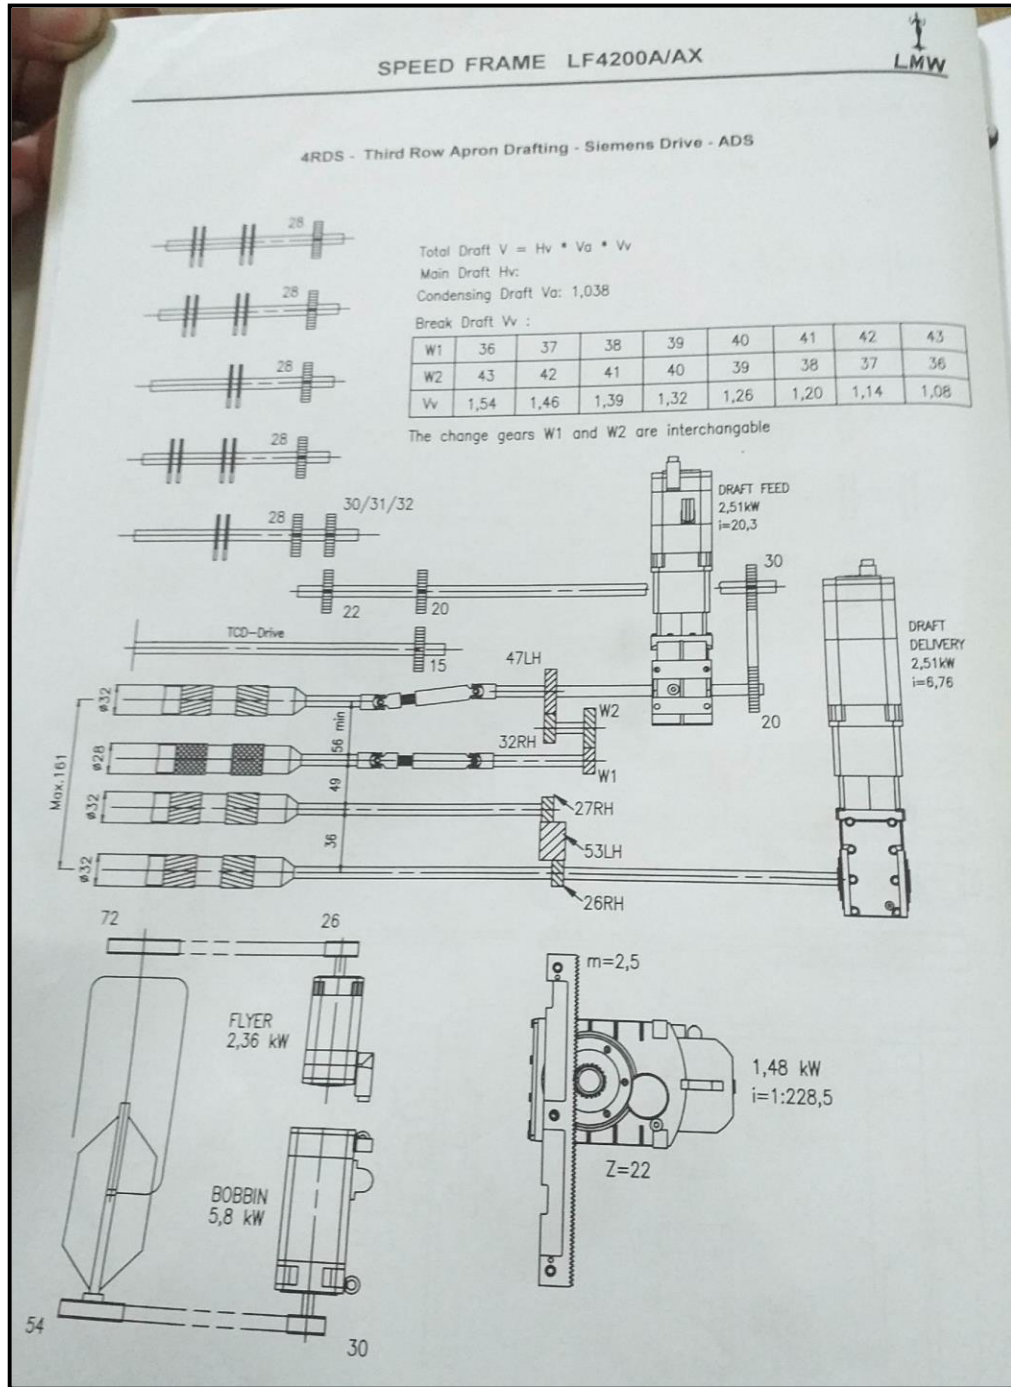 SPEED FRAME LF4200A/AX
LMW
4RDS - Third Row Apron Drafting - Siemens Drive - ADS
28
28
28
28
28
30/31/32
Total Draft V = Hv * Va * Vv
Main Draft Hv:
Condensing Draft Va: 1,038
Break Draft Vv :
W1 36 37 38 39 40 41 42 43
W2 43 42 41 40 39 38 37 36
Vv 1,54 1,46 1,39 1,32 1,26 1,20 1,14 1,08
The change gears W1 and W2 are interchangable
DRAFT FEED
2,51kW
i=20,3
30
22
20
TCD-Drive
15
DRAFT
DELIVERY
2,51kW
i=6,76
47LH
20
ø32
56 min
32RH
W2
W1
ø28
Max.161
49
ø32
27RH
36
53LH
ø32
26RH
72
26
FLYER
2,36 kW
m=2,5
1,48 kW
i=1:228,5
Z=22
BOBBIN
5,8 kW
54
30